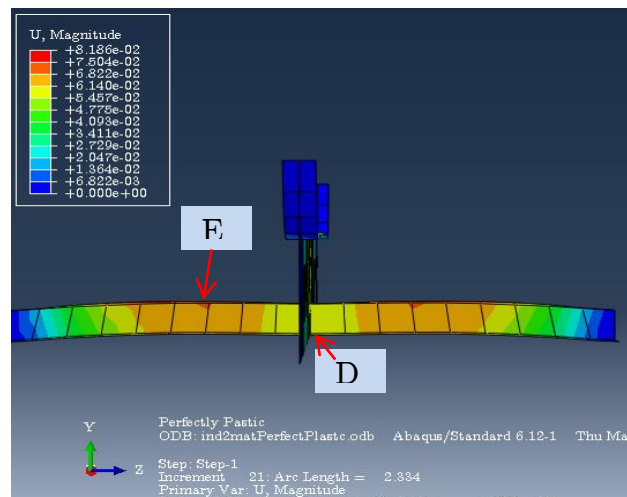 U, Magnitude
+8.186e-02
+7.504e-02
+6.822e-02
+6.140e-02
+5.457e-02
+4.775e-02
+4.093e-02
+3.411e-02
+2.729e-02
+2.047e-02
+1.364e-02
+6.822e-03
+0.000e+00
E
D
Y
Z
Perfectly Pastic
ODB: ind2matPerfectPlastc.odb Abaqus/Standard 6.12-1 Thu Ma
Step: Step-1
Increment 21: Arc Length = 2.334
Primary Var: U, Magnitude